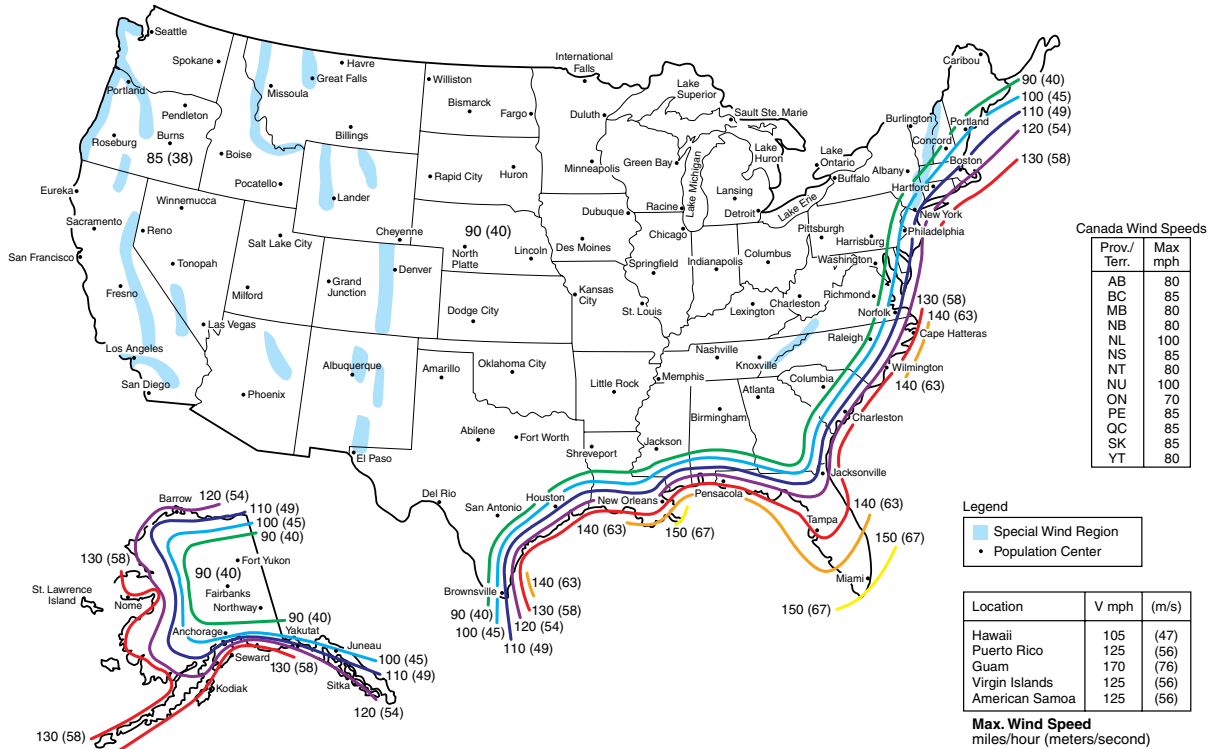 Seattle
Spokane
Havre
Great Falls
Missoula
Portland
Pendleton
Billings
Roseburg
Burns
85 (38)
Boise
Pocatello
Lander
Eureka
Winnemucca
Sacramento
Reno
Salt Lake City
Cheyenne
San Francisco
Tonopah
Denver
Grand
Junction
Fresno
Milford
Las Vegas
Los Angeles
Albuquerque
San Diego
Phoenix
El Paso
International
Falls
Williston
Bismarck
Fargo
Duluth
Lake
Superior
Sault Ste. Marie
Minneapolis
Green Bay
Lake Michigan
Lake
Huron
Rapid City
Huron
Lansing
Detroit
Racine
Dubuque
Chicago
Lake Erie
Lake
Ontario
Buffalo
90 (40)
North
Platte
Lincoln
Des Moines
Springfield
Indianapolis
Columbus
Pittsburgh
Harrisburg
Washington
Kansas
City
St. Louis
Dodge City
Lexington
Charleston
Richmond
Norfolk
Raleigh
Nashville
Knoxville
Oklahoma City
Amarillo
Little Rock
Memphis
Atlanta
Columbia
Wilmington
Cape Hatteras
Birmingham
Charleston
Abilene
Fort Worth
Shreveport
Jackson
Jacksonville
Del Rio
San Antonio
Houston
New Orleans
Pensacola
Tampa
Miami
Brownsville
Caribou
Burlington
Portland
Concord
Boston
Albany
Hartford
New York
Philadelphia
90 (40)
100 (45)
110 (49)
120 (54)
130 (58)
130 (58)
140 (63)
140 (63)
140 (63)
150 (67)
140 (63)
150 (67)
150 (67)
140 (63)
130 (58)
120 (54)
90 (40)
100 (45)
110 (49)
Barrow
120 (54)
110 (49)
100 (45)
90 (40)
130 (58)
Fort Yukon
90 (40)
Fairbanks
St. Lawrence
Island
Nome
Northway
90 (40)
Anchorage
Yakutat
Juneau
Seward
130 (58)
100 (45)
110 (49)
Kodiak
Sitka
120 (54)
130 (58)
Canada Wind Speeds
Prov./ Max
Terr. mph
AB 80
BC 85
MB 80
NB 80
NL 100
NS 85
NT 80
NU 100
ON 70
PE 85
QC 85
SK 85
YT 80
Legend
Special Wind Region
Population Center
Location V mph (m/s)
Hawaii 105 (47)
Puerto Rico 125 (56)
Guam 170 (76)
Virgin Islands 125 (56)
American Samoa 125 (56)
Max. Wind Speed
miles/hour (meters/second)